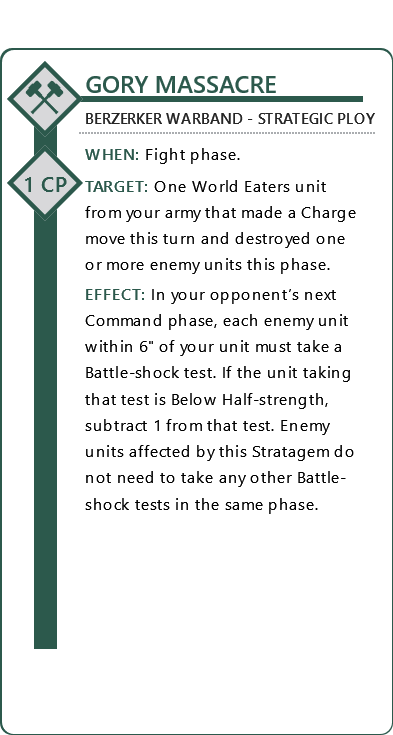 GORY MASSACRE
BERZERKER WARBAND - STRATEGIC PLOY
WHEN: Fight phase.
1 CP
TARGET: One World Eaters unit
from your army that made a Charge
move this turn and destroyed one
or more enemy units this phase.
EFFECT: In your opponent’s next
Command phase, each enemy unit
within 6" of your unit must take a
Battle-shock test. If the unit taking
that test is Below Half-strength,
subtract 1 from that test. Enemy
units affected by this Stratagem do
not need to take any other Battle-
shock tests in the same phase.